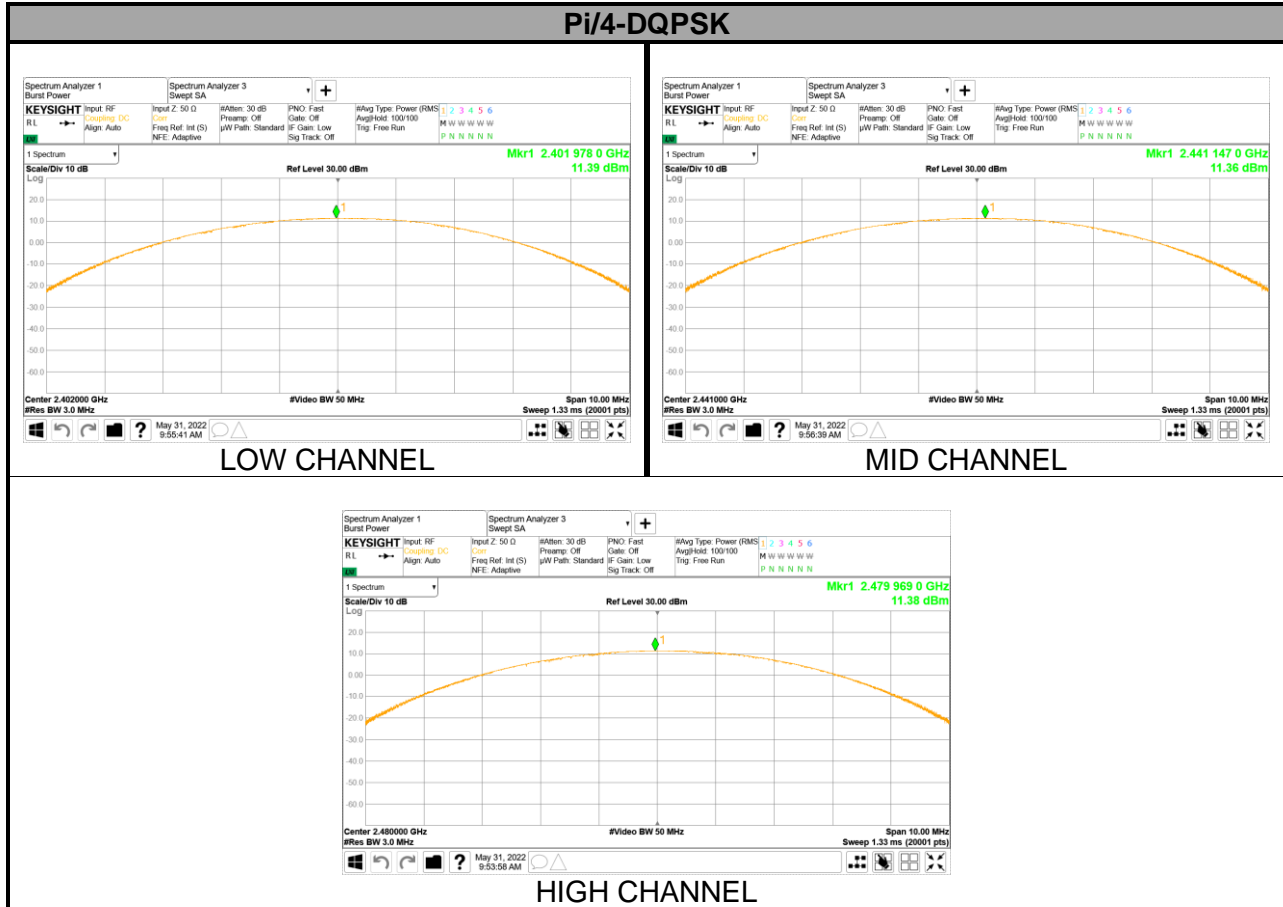 Pi/4-DQPSK
Spectrum Analyzer 1
Burst Power
Spectrum Analyzer 3
Swept SA
+
KEYSIGHT
RL
LXI
Input: RF
Coupling: DC
Align: Auto
Input Z: 50 Ω
Corr
Freq Ref: Int (S)
NFE: Adaptive
#Atten: 30 dB
Preamp: Off
µW Path: Standard
PNO: Fast
Gate: Off
IF Gain: Low
Sig Track: Off
#Avg Type: Power (RMS
Avg|Hold: 100/100
Trig: Free Run
1 2 3 4 5 6
M W W W W W
P N N N N N
1 Spectrum
Mkr1 2.401 978 0 GHz
Scale/Div 10 dB
Ref Level 30.00 dBm
11.39 dBm
Log
1
20.0
10.0
0.00
-10.0
-20.0
-30.0
-40.0
-50.0
-60.0
Center 2.402000 GHz
#Video BW 50 MHz
Span 10.00 MHz
#Res BW 3.0 MHz
Sweep 1.33 ms (20001 pts)
?
May 31, 2022
9:55:41 AM
LOW CHANNEL
Spectrum Analyzer 1
Burst Power
Spectrum Analyzer 3
Swept SA
+
KEYSIGHT
RL
LXI
Input: RF
Coupling: DC
Align: Auto
Input Z: 50 Ω
Corr
Freq Ref: Int (S)
NFE: Adaptive
#Atten: 30 dB
Preamp: Off
µW Path: Standard
PNO: Fast
Gate: Off
IF Gain: Low
Sig Track: Off
#Avg Type: Power (RMS
Avg|Hold: 100/100
Trig: Free Run
1 2 3 4 5 6
M W W W W W
P N N N N N
1 Spectrum
Mkr1 2.441 147 0 GHz
Scale/Div 10 dB
Ref Level 30.00 dBm
11.36 dBm
Log
1
20.0
10.0
0.00
-10.0
-20.0
-30.0
-40.0
-50.0
-60.0
Center 2.441000 GHz
#Video BW 50 MHz
Span 10.00 MHz
#Res BW 3.0 MHz
Sweep 1.33 ms (20001 pts)
?
May 31, 2022
9:56:39 AM
MID CHANNEL
Spectrum Analyzer 1
Burst Power
Spectrum Analyzer 3
Swept SA
+
KEYSIGHT
RL
LXI
Input: RF
Coupling: DC
Align: Auto
Input Z: 50 Ω
Corr
Freq Ref: Int (S)
NFE: Adaptive
#Atten: 30 dB
Preamp: Off
µW Path: Standard
PNO: Fast
Gate: Off
IF Gain: Low
Sig Track: Off
#Avg Type: Power (RMS
Avg|Hold: 100/100
Trig: Free Run
1 2 3 4 5 6
M W W W W W
P N N N N N
1 Spectrum
Mkr1 2.479 969 0 GHz
Scale/Div 10 dB
Ref Level 30.00 dBm
11.38 dBm
Log
1
20.0
10.0
0.00
-10.0
-20.0
-30.0
-40.0
-50.0
-60.0
Center 2.480000 GHz
#Video BW 50 MHz
Span 10.00 MHz
#Res BW 3.0 MHz
Sweep 1.33 ms (20001 pts)
?
May 31, 2022
9:53:58 AM
HIGH CHANNEL